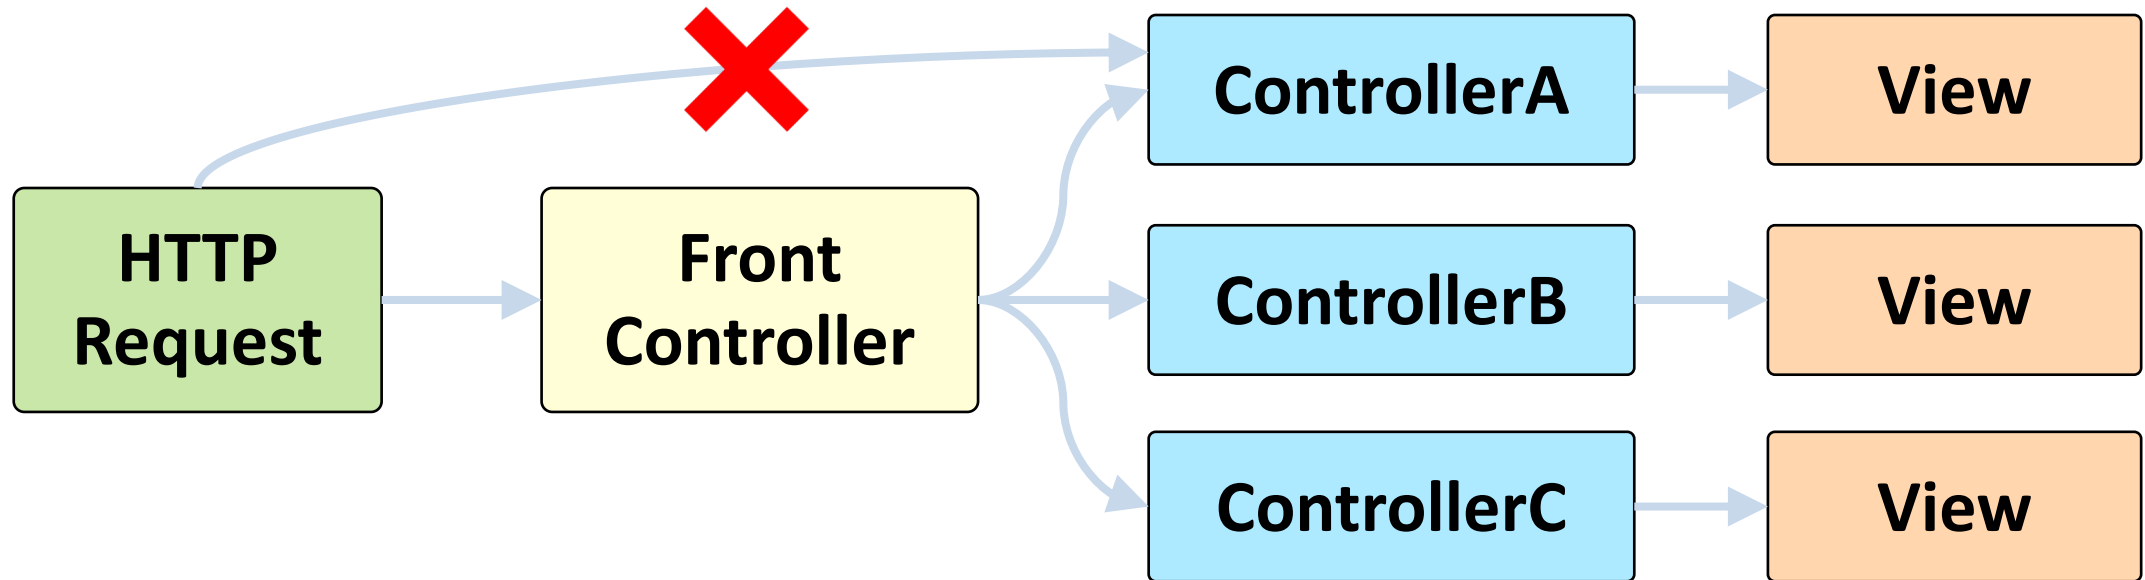 HTTP
Request
Front
Controller
ControllerA
View
ControllerB
View
ControllerC
View